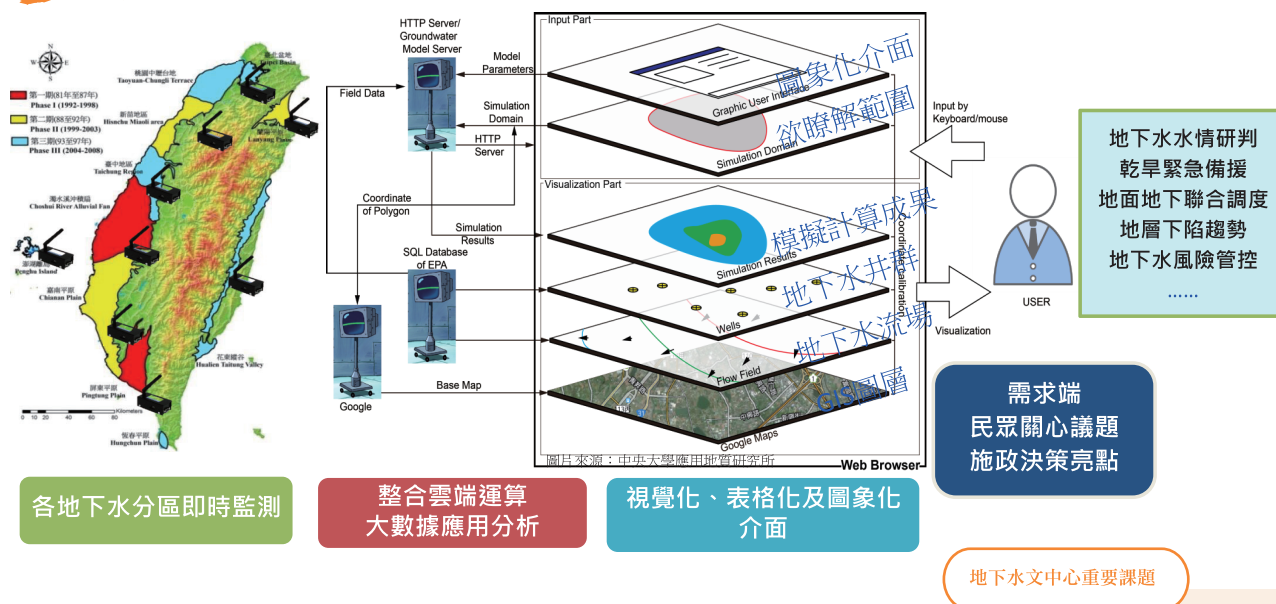 臺北盆地
Taipei Basin
桃園中壢台地
Taoyuan-Chungli Terrace
第一期(81年至87年)
Phase I (1992-1998)
第二期(88至92年)
Phase II (1999-2003)
第三期(93至97年)
Phase III (2004-2008)
新苗地區
Hsinchu Miaoli area
蘭陽平原
Lanyang Plain
臺中地區
Taichung Region
濁水溪沖積扇
Choshui River Alluvial Fan
澎湖離島
Penghu Island
嘉南平原
Chianan Plain
花東縱谷
Hualien Taitung Valley
屏東平原
Pingtung Plain
0 10 20 40 60 80
Kilometers
恆春平原
Hungchun Plain
HTTP Server/
Groundwater
Model Server
Field Data
Model
Parameters
Simulation
Domain
HTTP
Server
Coordinate
of Polygon
Simulation
Results
SQL Database
of EPA
Base Map
Google
Input Part
圖象化介面
Graphic User Interface
欲瞭解範圍
Simulation Domain
Visualization Part
模擬計算成果
Simulation Results
地下水井群
Wells
地下水流場
Flow Field
GIS圖層
Google Maps
Coordinate Calibration
圖片來源：中央大學應用地質研究所
Web Browser
Input by
Keyboard/mouse
USER
Visualization
地下水水情研判
乾旱緊急備援
地面地下聯合調度
地層下陷趨勢
地下水風險管控
……
需求端
民眾關心議題
施政決策亮點
各地下水分區即時監測
整合雲端運算
大數據應用分析
視覺化、表格化及圖象化
介面
地下水文中心重要課題